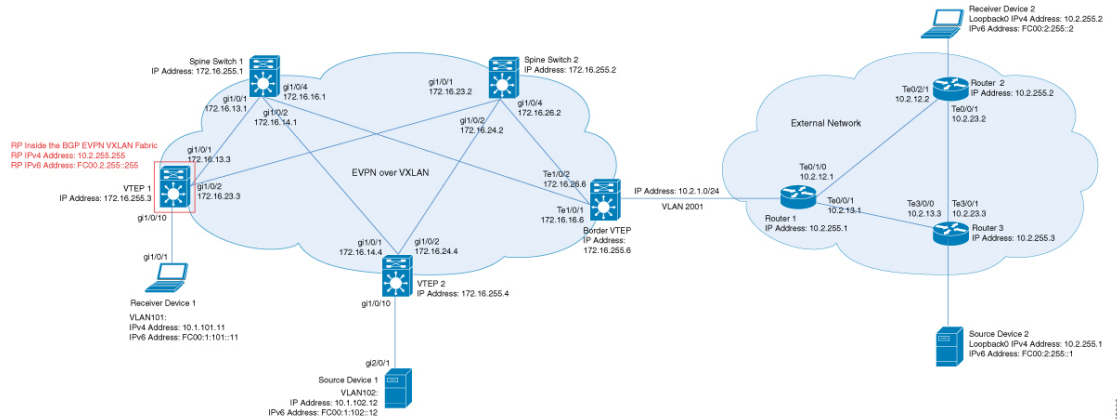 Receiver Device 2
Loopback0 IPv4 Address: 10.2.255.2
IPv6 Address: FC00:2:255::2
Spine Switch 1
IP Address: 172.16.255.1
Spine Switch 2
IP Address: 172.16.255.2
gi1/0/4
172.16.16.1
gi1/0/1
172.16.13.1
gi1/0/2
172.16.14.1
gi1/0/1
172.16.23.2
gi1/0/4
172.16.26.2
gi1/0/2
172.16.24.2
Router 2
IP Address: 10.2.255.2
Te0/2/1
10.2.12.2
Te0/0/1
10.2.23.2
External Network
RP Inside the BGP EVPN VXLAN Fabric
RP IPv4 Address: 10.2.255.255
RP IPv6 Address: FC00.2.255::255
gi1/0/1
172.16.13.3
VTEP 1
IP Address: 172.16.255.3
gi1/0/2
172.16.23.3
gi1/0/10
EVPN over VXLAN
Te1/0/2
172.16.26.6
Te1/0/1
172.16.16.6
Border VTEP
IP Address:
172.16.255.6
IP Address: 10.2.1.0/24
VLAN 2001
Te0/1/0
10.2.12.1
Te0/0/1
10.2.13.1
Router 1
IP Address: 10.2.255.1
Te3/0/0
10.2.13.3
Te3/0/1
10.2.23.3
Router 3
IP Address: 10.2.255.3
gi1/0/1
172.16.14.4
gi1/0/2
172.16.24.4
VTEP 2
IP Address: 172.16.255.4
gi1/0/10
gi1/0/1
Receiver Device 1
VLAN101:
IPv4 Address: 10.1.101.11
IPv6 Address: FC00:1:101::11
gi2/0/1
Source Device 1
VLAN102:
IP Address: 10.1.102.12
IPv6 Address: FC00:1:102::12
Source Device 2
Loopback0 IPv4 Address: 10.2.255.1
IPv6 Address: FC00:2:255::1